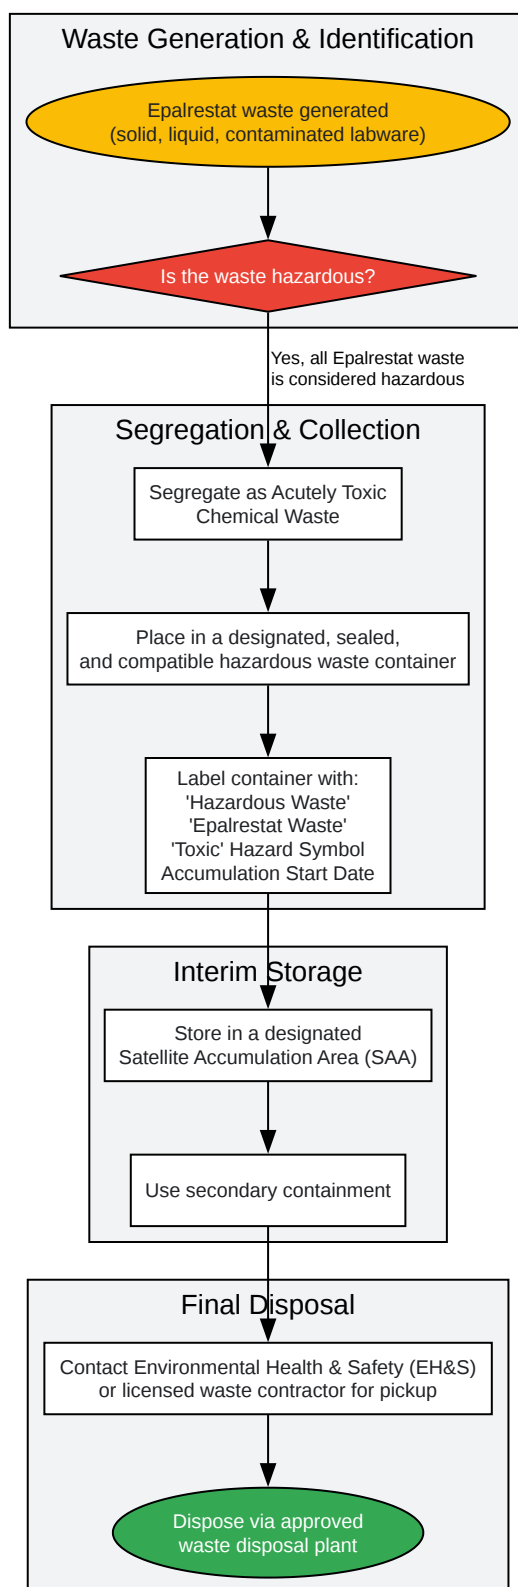 Waste Generation & Identification
Epalrestat waste generated
(solid, liquid, contaminated labware)
Is the waste hazardous?
Yes, all Epalrestat waste
is considered hazardous
Segregation & Collection
Segregate as Acutely Toxic
Chemical Waste
Place in a designated, sealed,
and compatible hazardous waste container
Label container with:
'Hazardous Waste'
'Epalrestat Waste'
'Toxic' Hazard Symbol
Accumulation Start Date
Interim Storage
Store in a designated
Satellite Accumulation Area (SAA)
Use secondary containment
Final Disposal
Contact Environmental Health & Safety (EH&S)
or licensed waste contractor for pickup
Dispose via approved
waste disposal plant